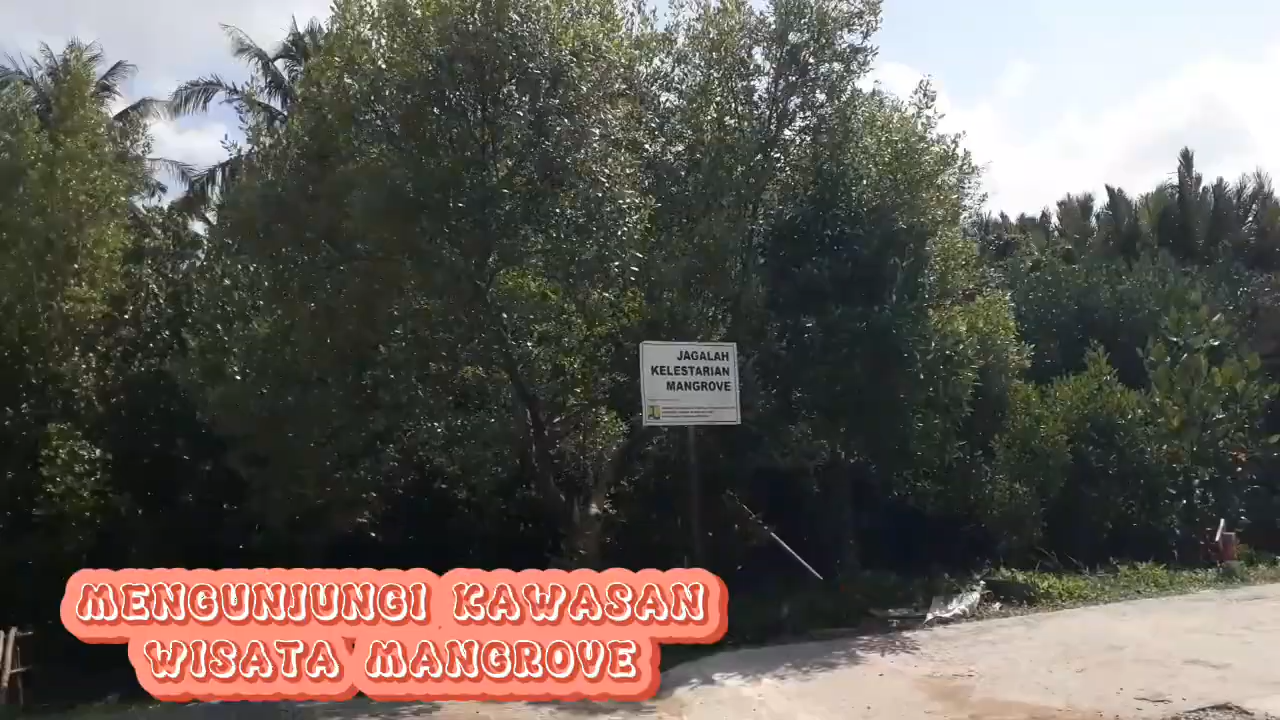 JAGALAH
KELESTARIAN
MANGROVE
MENGUNJUNGI KAWASAN
WISATA MANGROVE